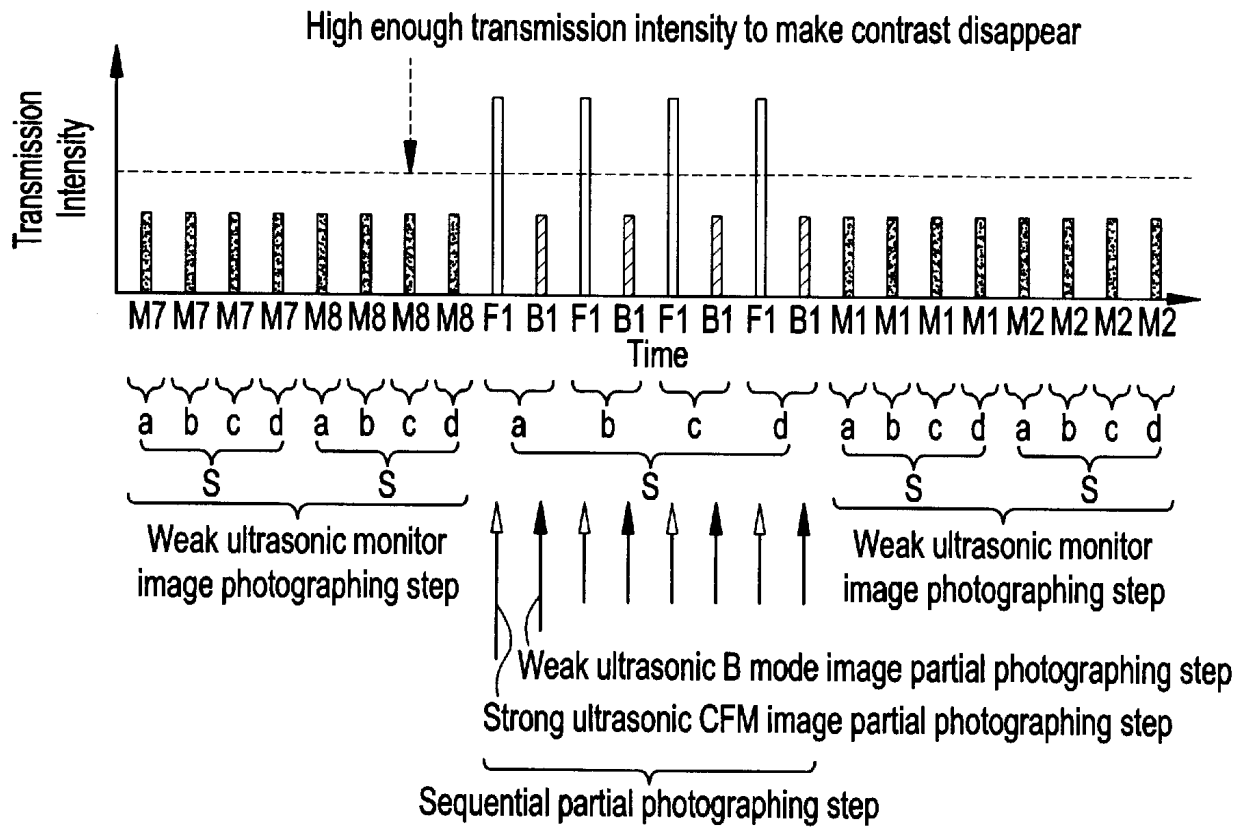 High enough transmission intensity to make contrast disappear
Transmission
Intensity
M7 M7 M7 M7 M8 M8 M8 M8 F1 B1 F1 B1 F1 B1 F1 B1 M1 M1 M1 M1 M2 M2 M2 M2
Time
a b c d a b c d a b c d a b c d a b c d
S S S S S
Weak ultrasonic monitor
image photographing step
Weak ultrasonic monitor
image photographing step
Weak ultrasonic B mode image partial photographing step
Strong ultrasonic CFM image partial photographing step
Sequential partial photographing step